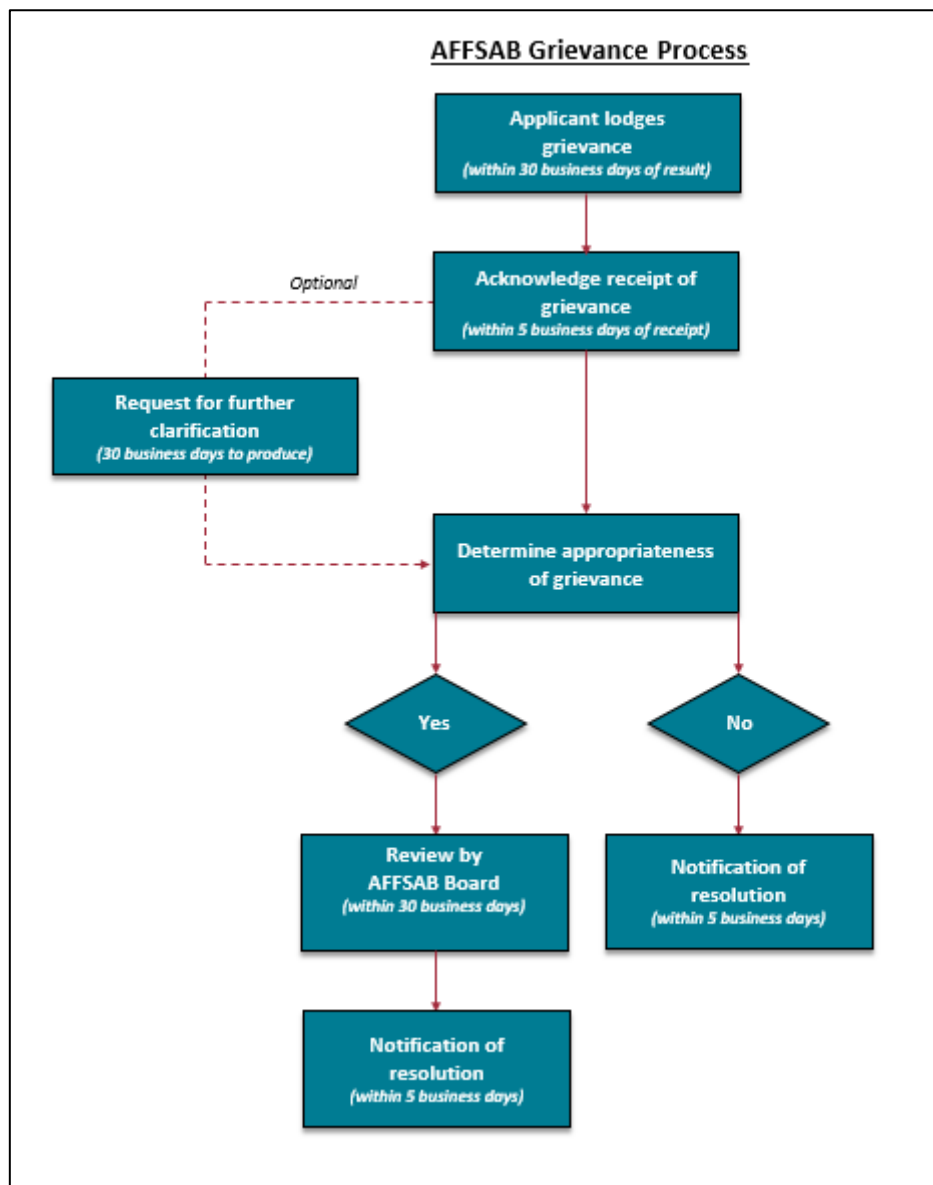 AFFSAB Grievance Process
Applicant lodges
grievance
(within 30 business days of result)
Optional
Acknowledge receipt of
grievance
(within 5 business days of receipt)
Request for further
clarification
(30 business days to produce)
Determine appropriateness
of grievance
Yes
No
Review by
AFFSAB Board
(within 30 business days)
Notification of
resolution
(within 5 business days)
Notification of
resolution
(within 5 business days)